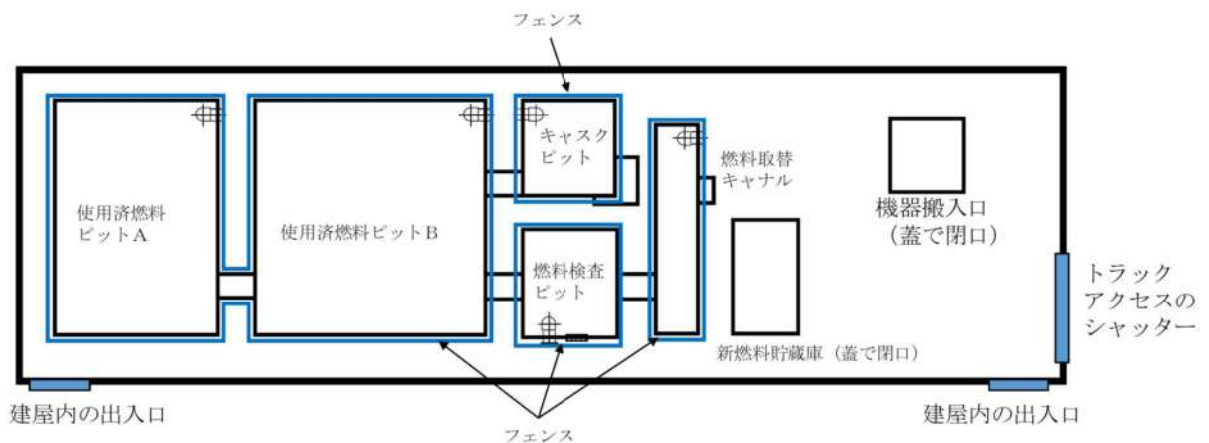 フェンス
キャスク
ピット
燃料取替
キャナル
使用済燃料
ピットA
使用済燃料ピットB
燃料検査
ピット
機器搬入口
（蓋で閉口）
トラック
アクセスの
シャッター
新燃料貯蔵庫（蓋で閉口）
建屋内の出入口
建屋内の出入口
フェンス